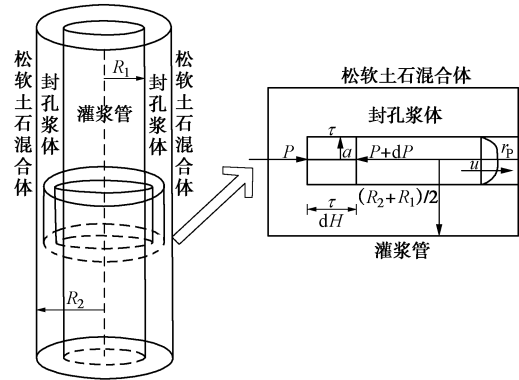 松软土石混合体
封孔浆体
灌浆管
R₁
封孔浆体
松软土石混合体
R₂
松软土石混合体
封孔浆体
τ
P
a
P+dP
u
r_P
τ
dH
(R₂+R₁)/2
灌浆管